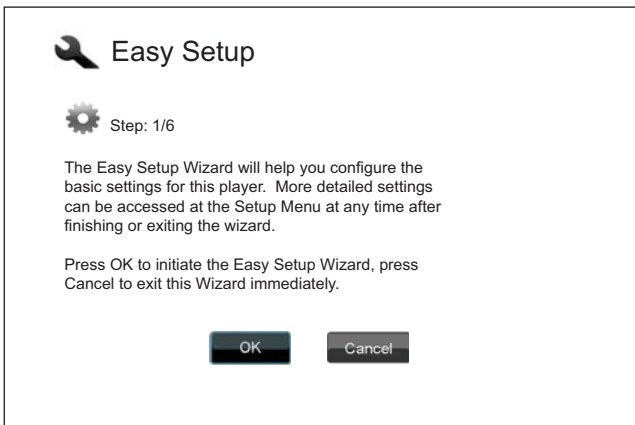 Easy Setup
Step: 1/6
The Easy Setup Wizard will help you configure the
basic settings for this player.  More detailed settings
can be accessed at the Setup Menu at any time after
finishing or exiting the wizard.
Press OK to initiate the Easy Setup Wizard, press
Cancel to exit this Wizard immediately.
OK Cancel